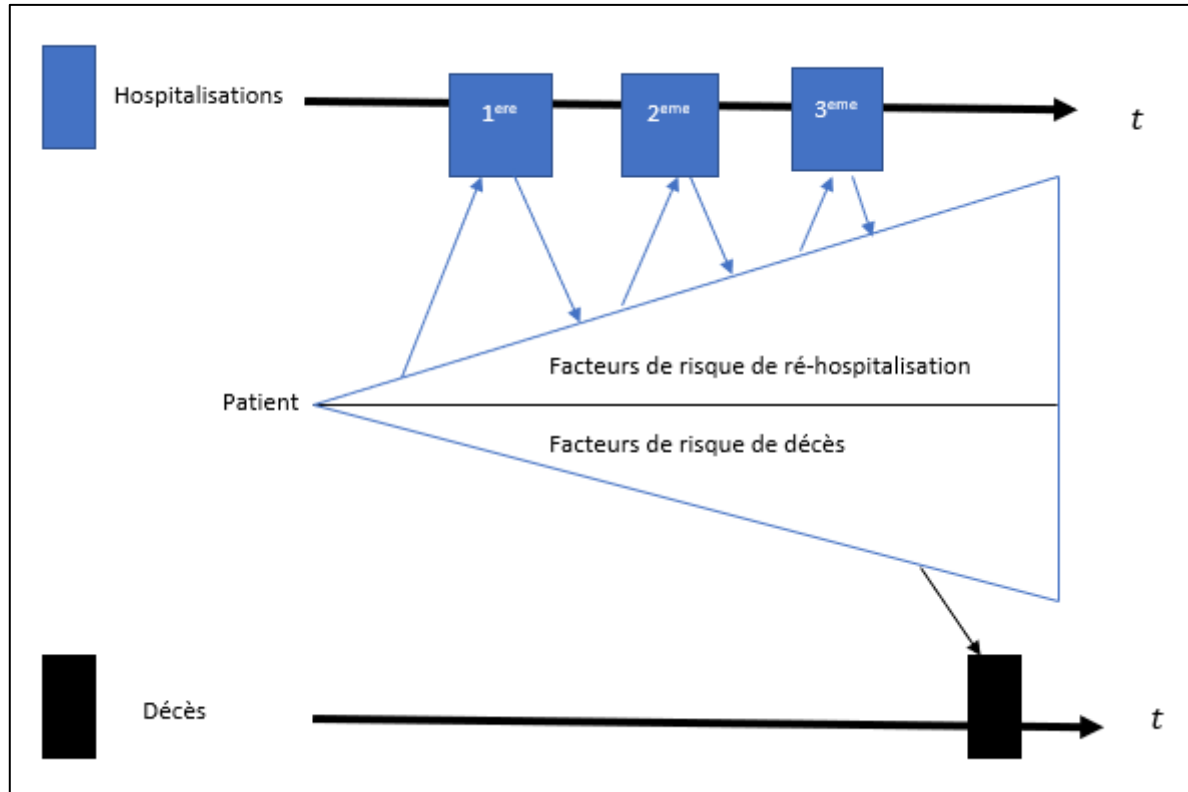 Hospitalisations
1ere
2eme
3eme
t
Facteurs de risque de ré-hospitalisation
Patient
Facteurs de risque de décès
Décès
t